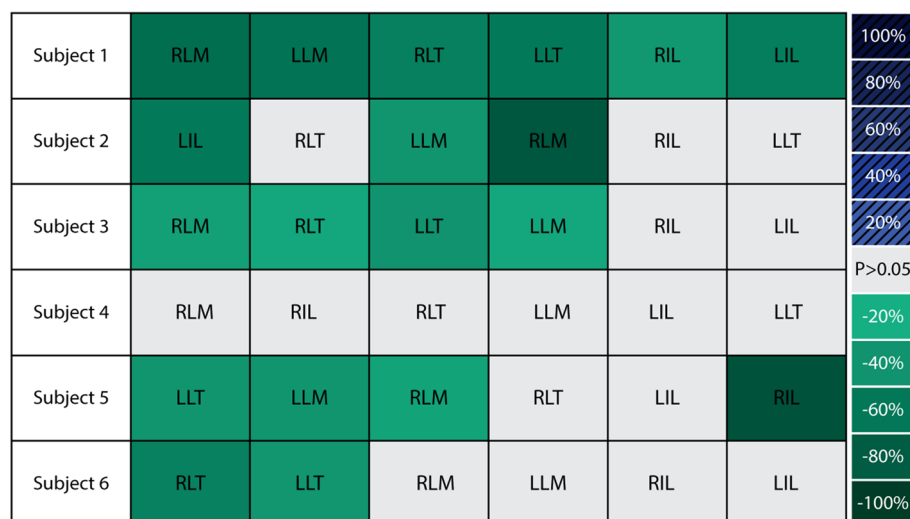 Subject 1 RLM LLM RLT LLT RIL LIL
Subject 2 LIL RLT LLM RLM RIL LLT
Subject 3 RLM RLT LLT LLM RIL LIL
Subject 4 RLM RIL RLT LLM LIL LLT
Subject 5 LLT LLM RLM RLT LIL RIL
Subject 6 RLT LLT RLM LLM RIL LIL
100%
80%
60%
40%
20%
P>0.05
-20%
-40%
-60%
-80%
-100%